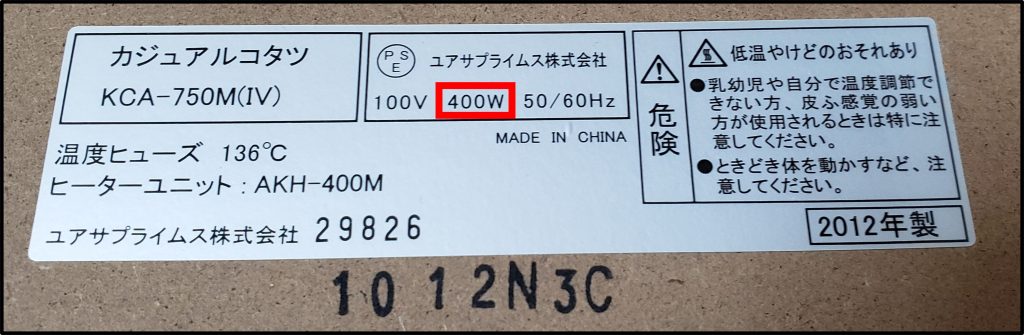 カジュアルコタツ
KCA-750M(IV)
PSE
ユアサプライムス株式会社
100V 400W 50/60Hz
MADE IN CHINA
温度ヒューズ 136℃
ヒーターユニット：AKH-400M
ユアサプライムス株式会社 29826
危険
低温やけどのおそれあり
●乳幼児や自分で温度調節で
きない方、皮ふ感覚の弱い
方が使用されるときは特に注
意してください。
●ときどき体を動かすなど、注
意してください。
2012年製
1012N3C